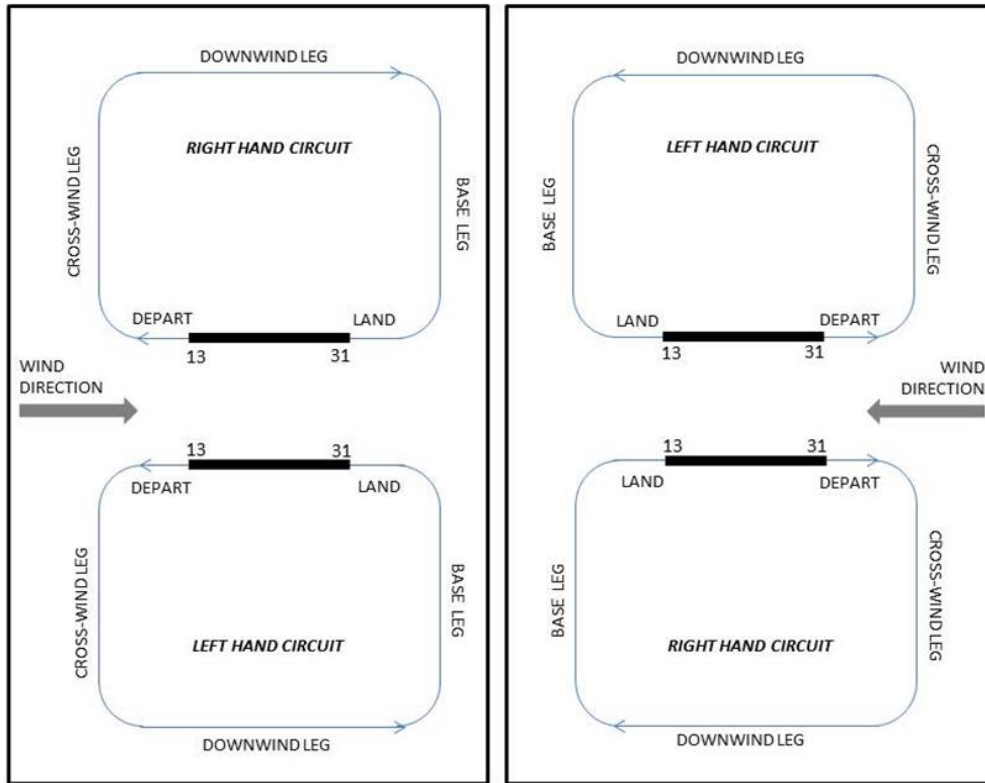 DOWNWIND LEG
RIGHT HAND CIRCUIT
CROSS-WIND LEG
BASE LEG
DEPART
LAND
13
31
WIND
DIRECTION
13
31
DEPART
LAND
CROSS-WIND LEG
BASE LEG
LEFT HAND CIRCUIT
DOWNWIND LEG
DOWNWIND LEG
LEFT HAND CIRCUIT
BASE LEG
CROSS-WIND LEG
LAND
DEPART
13
31
WIND
DIRECTION
13
31
LAND
DEPART
BASE LEG
CROSS-WIND LEG
RIGHT HAND CIRCUIT
DOWNWIND LEG